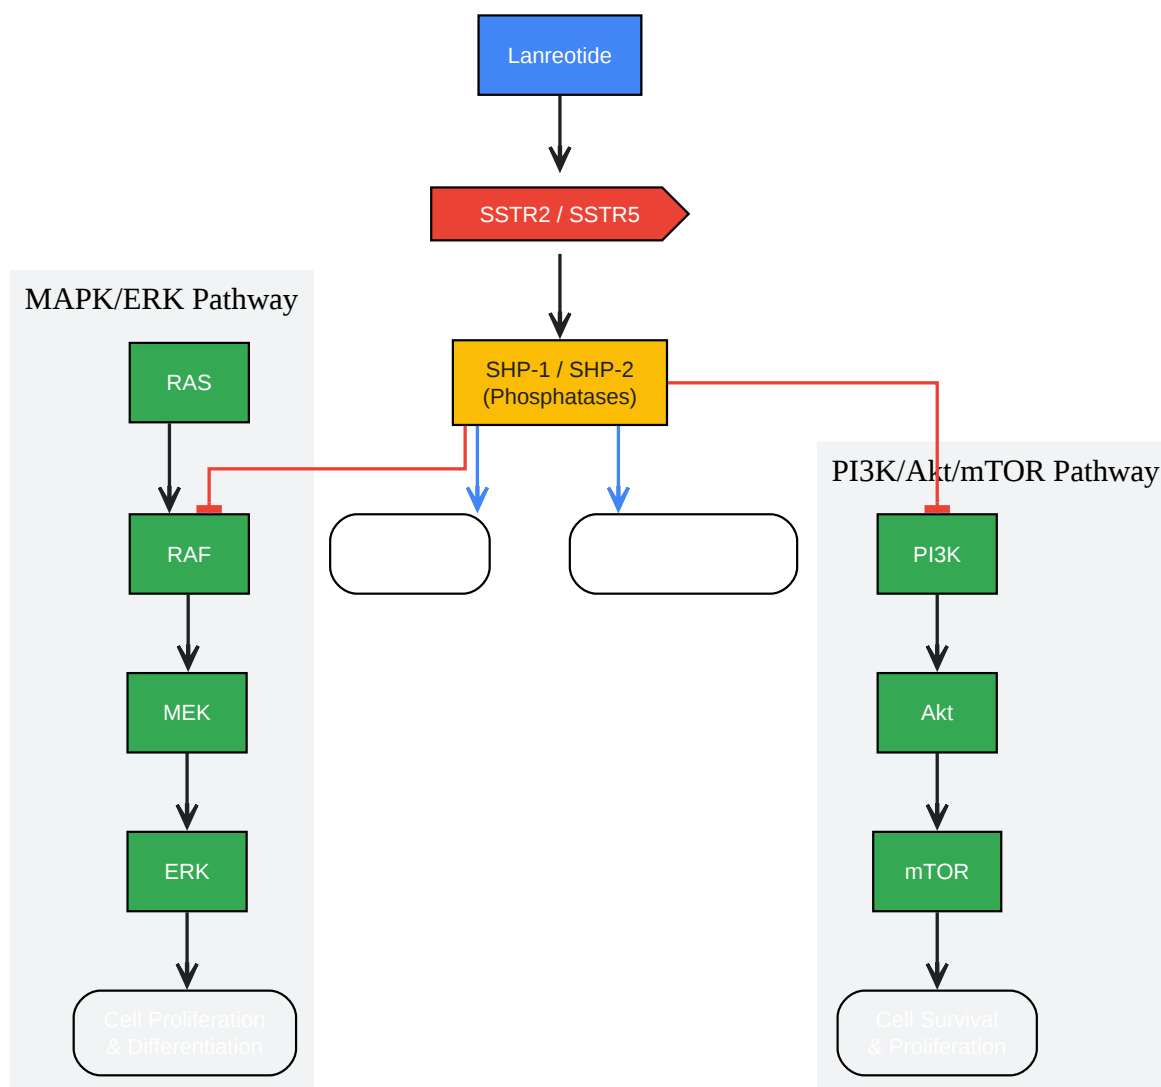 Lanreotide
SSTR2 / SSTR5
MAPK/ERK Pathway
RAS
SHP-1 / SHP-2
(Phosphatases)
PI3K/Akt/mTOR Pathway
RAF
PI3K
MEK
Akt
ERK
mTOR
Cell Proliferation
& Differentiation
Cell Survival
& Proliferation